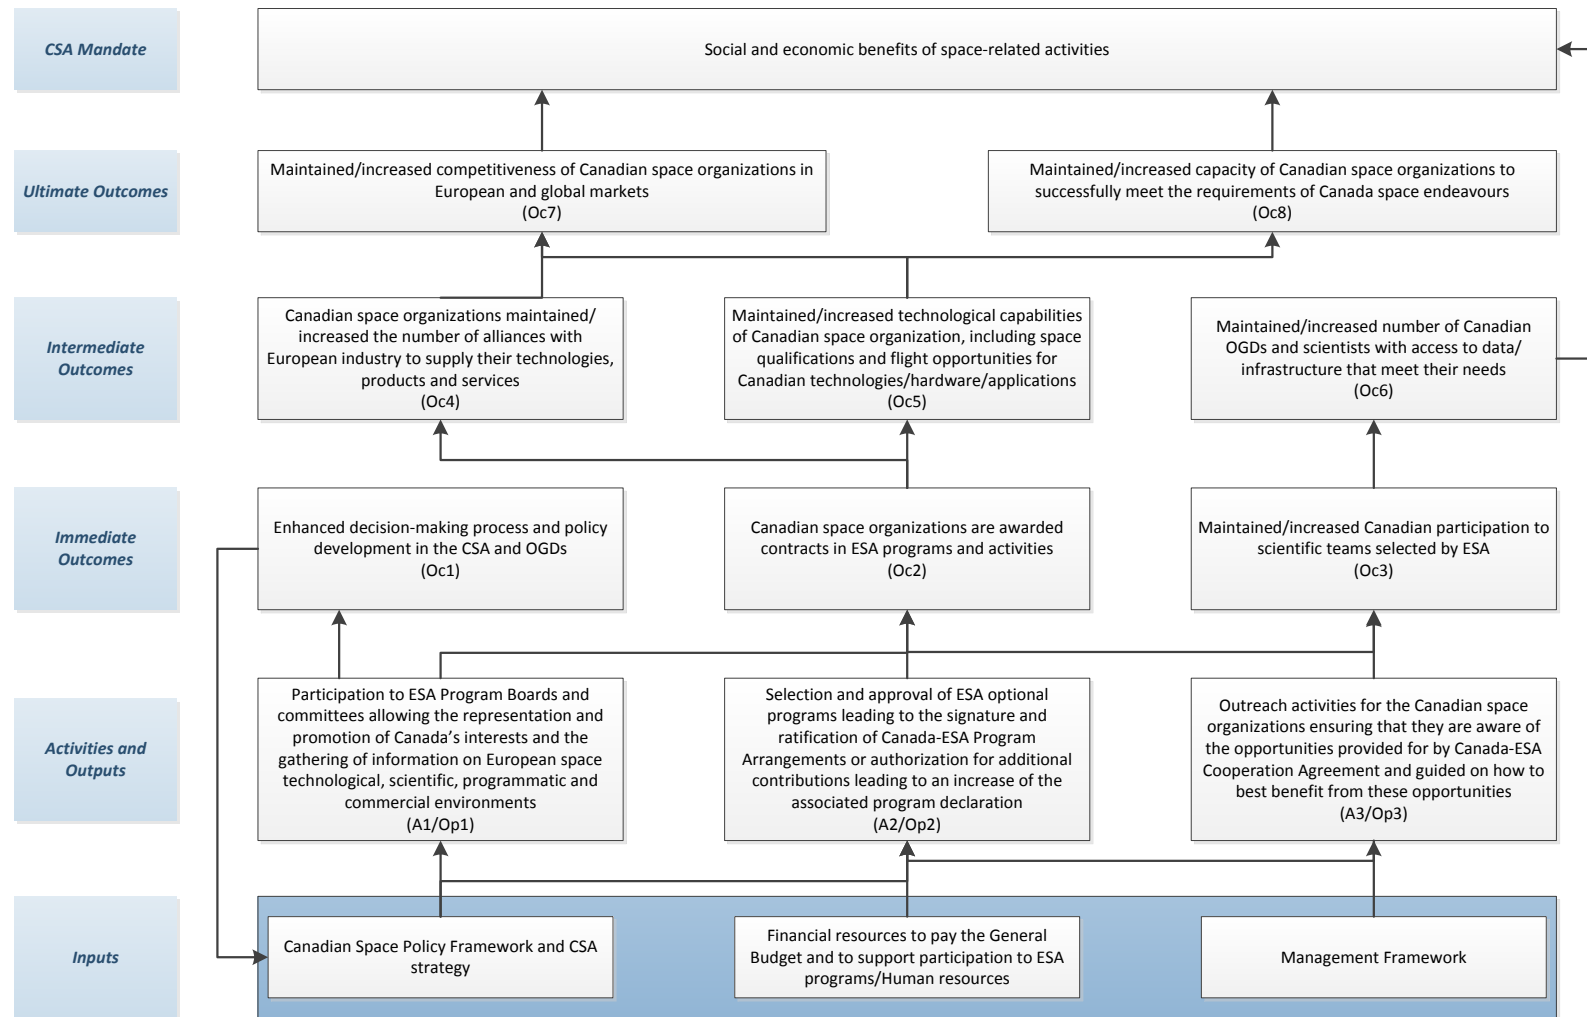 CSA Mandate
Social and economic benefits of space-related activities
Ultimate Outcomes
Maintained/increased competitiveness of Canadian space organizations in
European and global markets
(Oc7)
Maintained/increased capacity of Canadian space organizations to
successfully meet the requirements of Canada space endeavours
(Oc8)
Intermediate
Outcomes
Canadian space organizations maintained/
increased the number of alliances with
European industry to supply their technologies,
products and services
(Oc4)
Maintained/increased technological capabilities
of Canadian space organization, including space
qualifications and flight opportunities for
Canadian technologies/hardware/applications
(Oc5)
Maintained/increased number of Canadian
OGDs and scientists with access to data/
infrastructure that meet their needs
(Oc6)
Immediate
Outcomes
Enhanced decision-making process and policy
development in the CSA and OGDs
(Oc1)
Canadian space organizations are awarded
contracts in ESA programs and activities
(Oc2)
Maintained/increased Canadian participation to
scientific teams selected by ESA
(Oc3)
Activities and
Outputs
Participation to ESA Program Boards and
committees allowing the representation and
promotion of Canada's interests and the
gathering of information on European space
technological, scientific, programmatic and
commercial environments
(A1/Op1)
Selection and approval of ESA optional
programs leading to the signature and
ratification of Canada-ESA Program
Arrangements or authorization for additional
contributions leading to an increase of the
associated program declaration
(A2/Op2)
Outreach activities for the Canadian space
organizations ensuring that they are aware of
the opportunities provided for by Canada-ESA
Cooperation Agreement and guided on how to
best benefit from these opportunities
(A3/Op3)
Inputs
Canadian Space Policy Framework and CSA
strategy
Financial resources to pay the General
Budget and to support participation to ESA
programs/Human resources
Management Framework